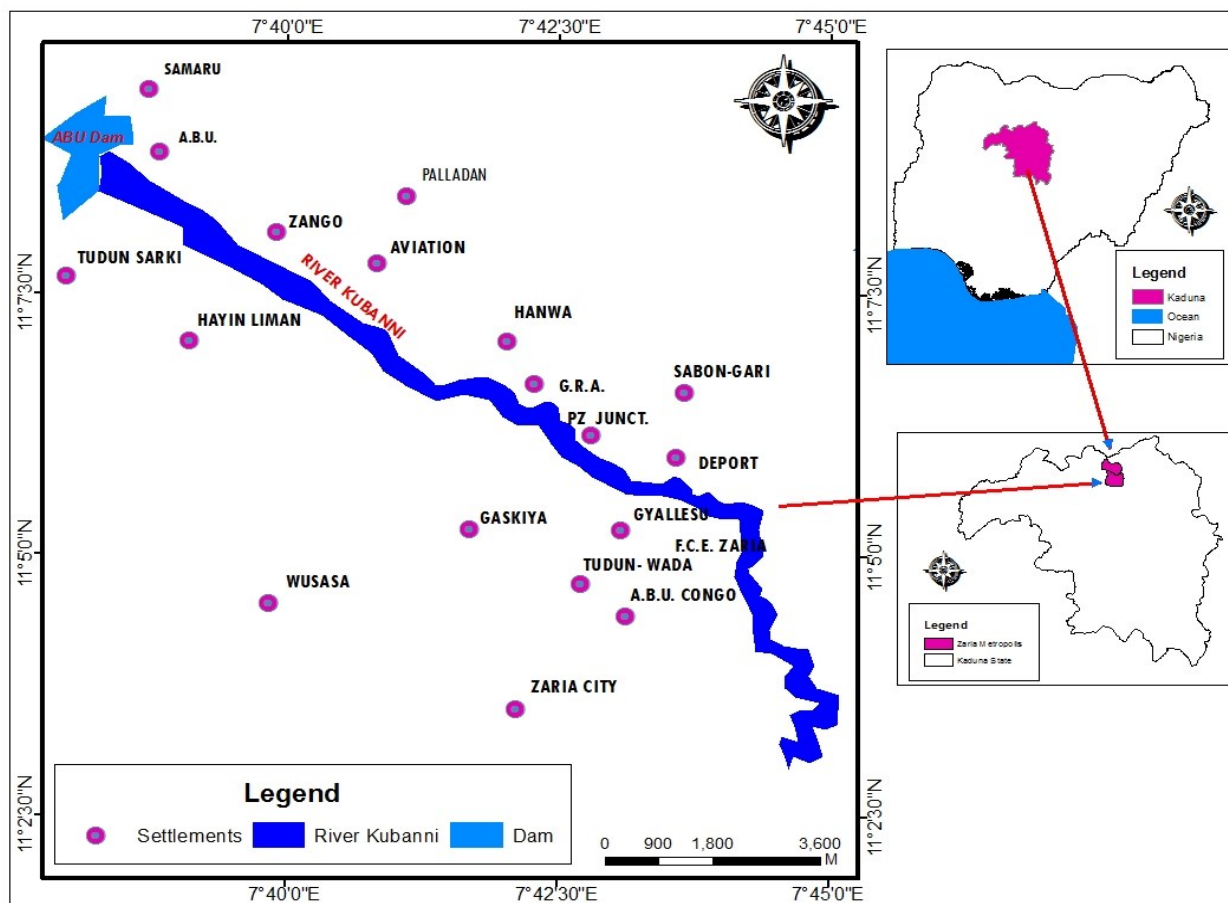 7°40'0"E
7°42'30"E
7°45'0"E
SAMARU
ABU Dam
A.B.U.
PALLADAN
ZANGO
AVIATION
TUDUN SARKI
RIVER KUBANNI
HAYIN LIMAN
HANWA
G.R.A.
SABON-GARI
PZ JUNCT.
DEPORT
GASKIYA
GYALLESU
F.C.E. ZARIA
TUDUN- WADA
WUSASA
A.B.U. CONGO
ZARIA CITY
11°7'30"N
11°5'0"N
11°2'30"N
11°7'30"N
11°5'0"N
11°2'30"N
Legend
Settlements
River Kubanni
Dam
0 900 1,800 3,600
M
7°40'0"E
7°42'30"E
7°45'0"E
Legend
Kaduna
Ocean
Nigeria
Legend
Zaria Metropolis
Kaduna State